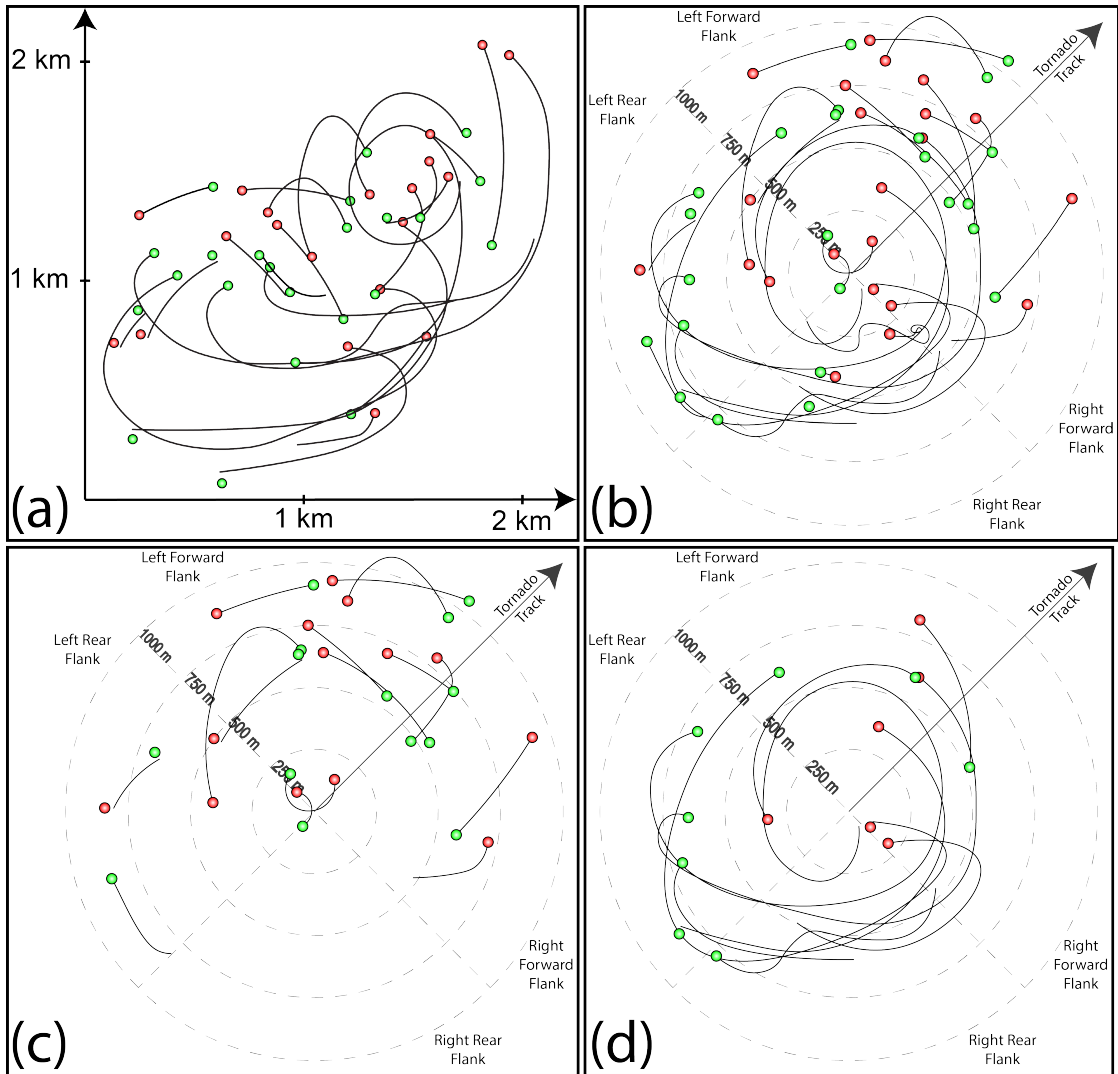 2 km
1 km
1 km
2 km
(a)
Left Forward
Flank
Tornado
Track
Left Rear
Flank
1000 m
750 m
500 m
250 m
Right
Forward
Flank
Right Rear
Flank
(b)
Left Forward
Flank
Tornado
Track
Left Rear
Flank
1000 m
750 m
500 m
250 m
Right
Forward
Flank
Right Rear
Flank
(c)
Left Forward
Flank
Tornado
Track
Left Rear
Flank
1000 m
750 m
500 m
250 m
Right
Forward
Flank
Right Rear
Flank
(d)